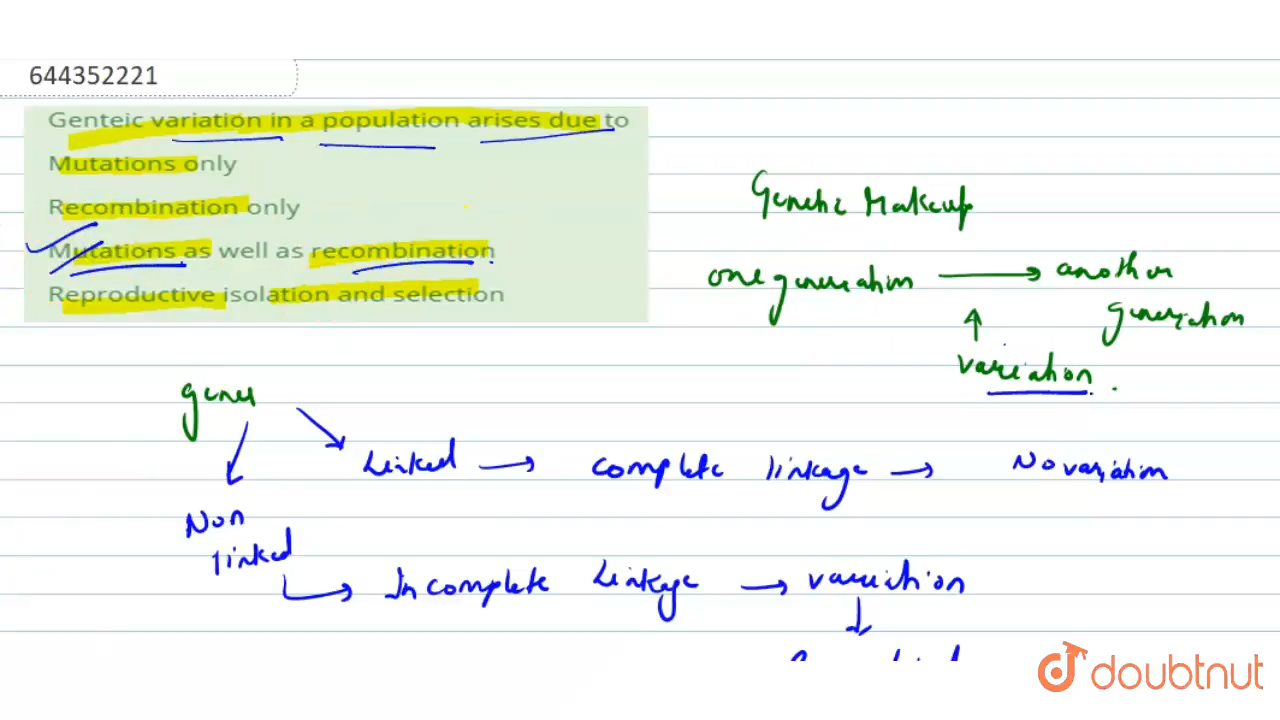 644352221
Genteic variation in a population arises due to
Mutations only
Recombination only
Mutations as well as recombination
Reproductive isolation and selection
Genetic Makeup
one generation → another
generation
↑
variation.
genes
Linked → complete linkage → No variation
Non
linked
Incomplete Linkage → variation
doubtnut